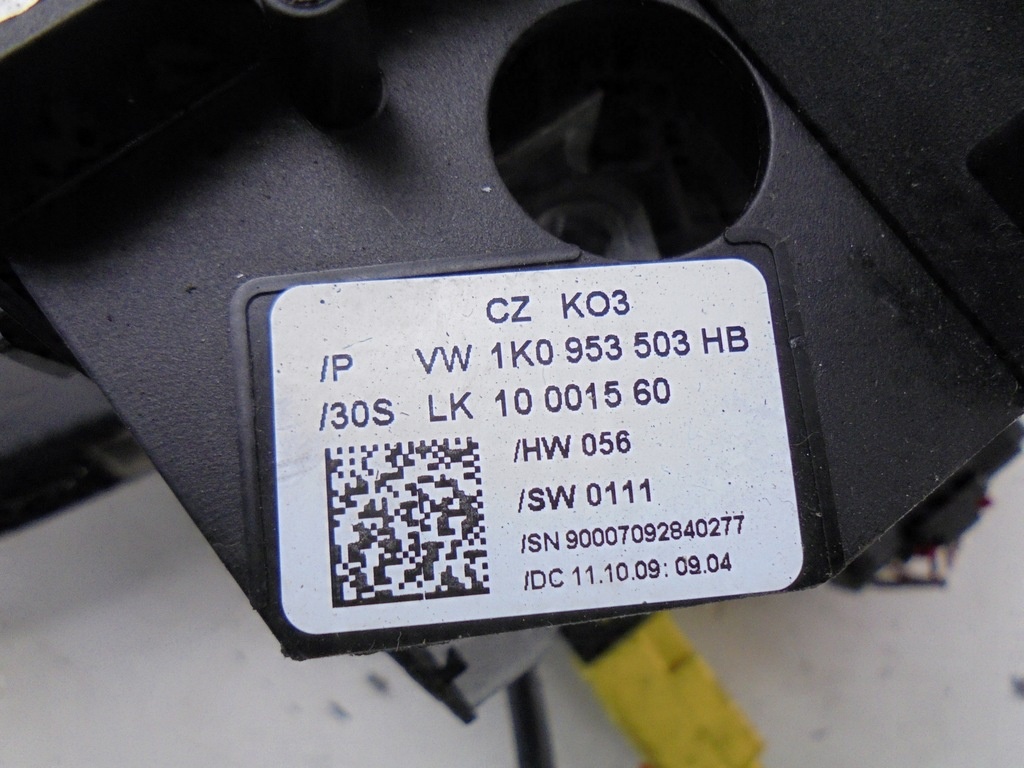 CZ KO3
/P VW 1K0 953 503 HB
/30S LK 10 0015 60
/HW 056
/SW 0111
/SN 90007092840277
/DC 11.10.09: 09.04